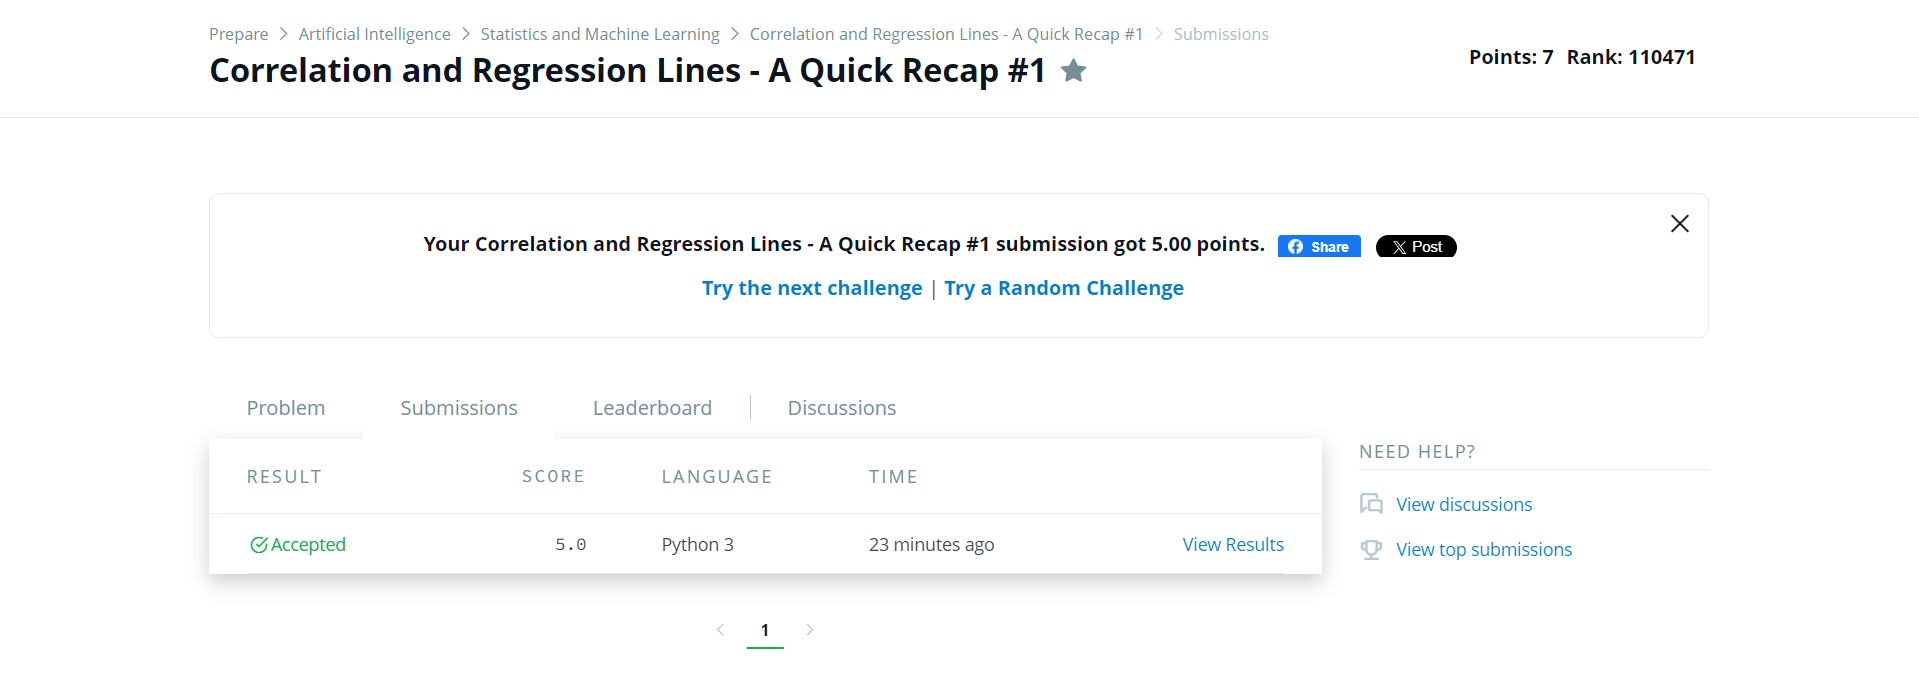 Prepare > Artificial Intelligence > Statistics and Machine Learning > Correlation and Regression Lines - A Quick Recap #1 > Submissions
Correlation and Regression Lines - A Quick Recap #1
Points: 7 Rank: 110471
Your Correlation and Regression Lines - A Quick Recap #1 submission got 5.00 points. Share Post
Try the next challenge | Try a Random Challenge
Problem Submissions Leaderboard Discussions
RESULT SCORE LANGUAGE TIME
Accepted 5.0 Python 3 23 minutes ago View Results
1
NEED HELP?
View discussions
View top submissions